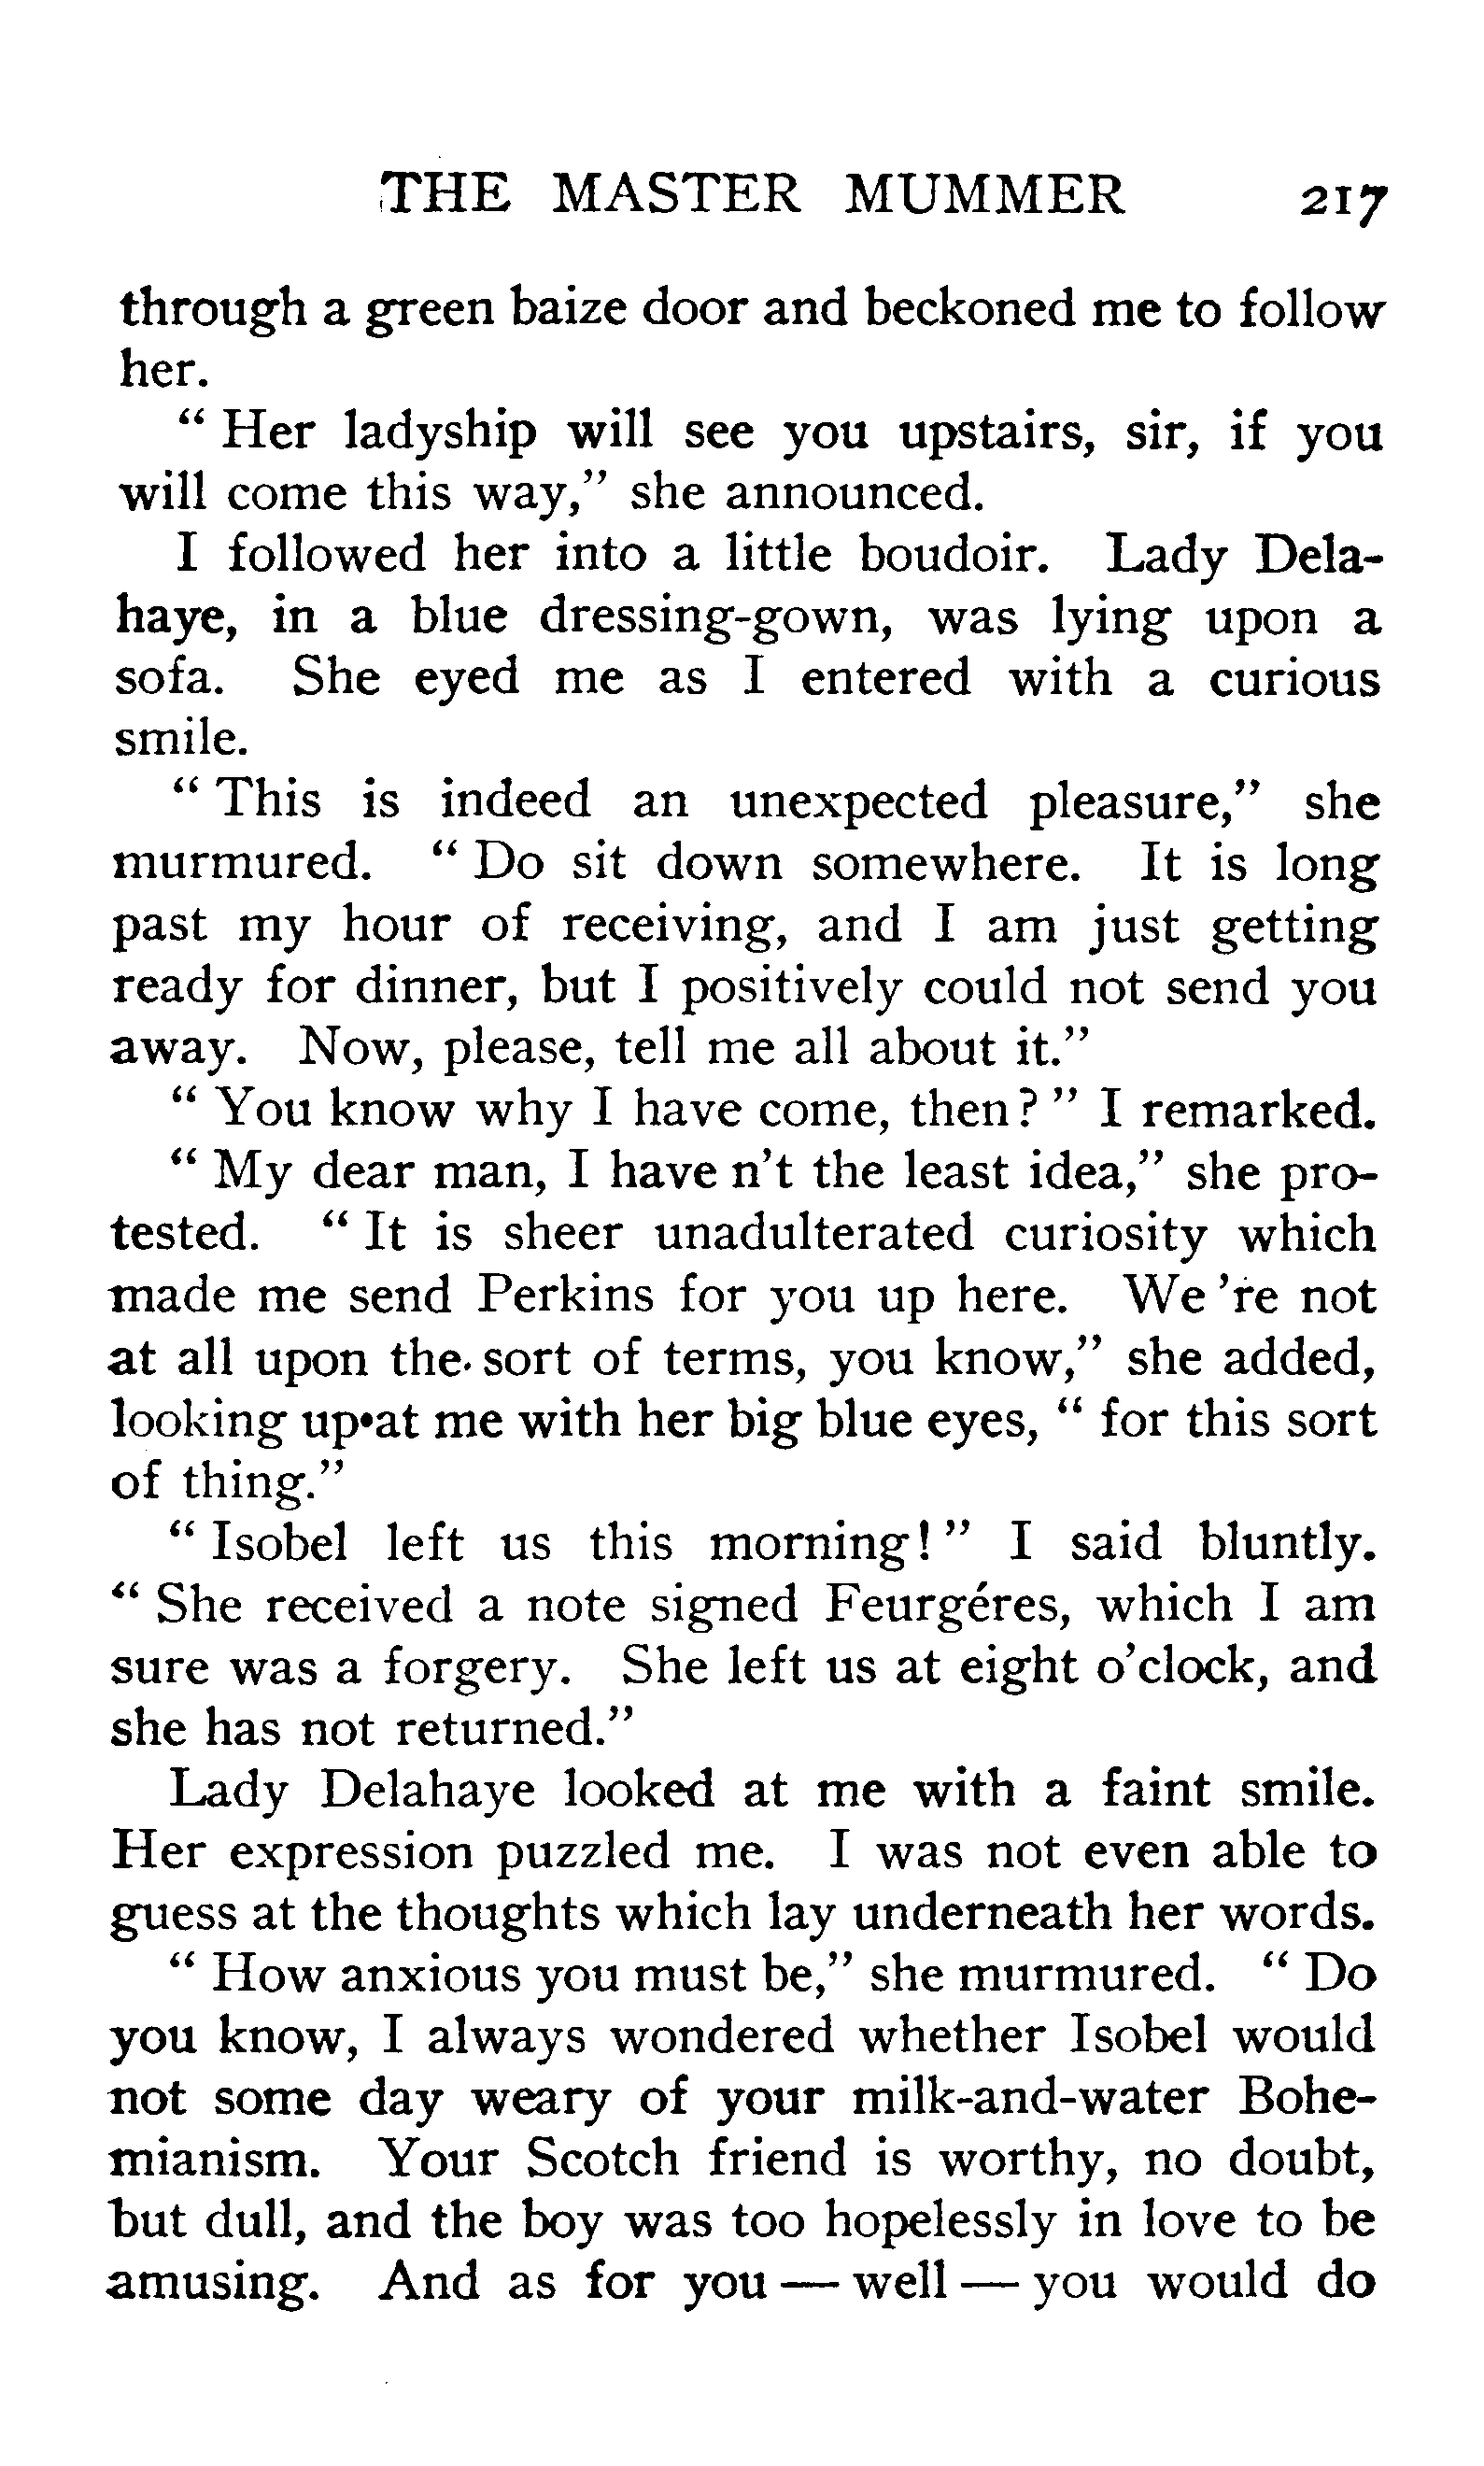 THE MASTER MUMMER 217
through a green baize door and beckoned me to follow
her.
" Her ladyship will see you upstairs, sir, if you
will come this way," she announced.
I followed her into a little boudoir. Lady Dela-
haye, in a blue dressing-gown, was lying upon a
sofa. She eyed me as I entered with a curious
smile.
" This is indeed an unexpected pleasure," she
murmured. " Do sit down somewhere. It is long
past my hour of receiving, and I am just getting
ready for dinner, but I positively could not send you
away. Now, please, tell me all about it."
" You know why I have come, then? " I remarked.
" My dear man, I have n't the least idea," she pro-
tested. " It is sheer unadulterated curiosity which
made me send Perkins for you up here. We 're not
at all upon the sort of terms, you know," she added,
looking up at me with her big blue eyes, " for this sort
of thing."
" Isobel left us this morning! " I said bluntly.
" She received a note signed Feurgéres, which I am
sure was a forgery. She left us at eight o'clock, and
she has not returned."
Lady Delahaye looked at me with a faint smile.
Her expression puzzled me. I was not even able to
guess at the thoughts which lay underneath her words.
" How anxious you must be," she murmured. " Do
you know, I always wondered whether Isobel would
not some day weary of your milk-and-water Bohe-
mianism. Your Scotch friend is worthy, no doubt,
but dull, and the boy was too hopelessly in love to be
amusing. And as for you — well — you would do